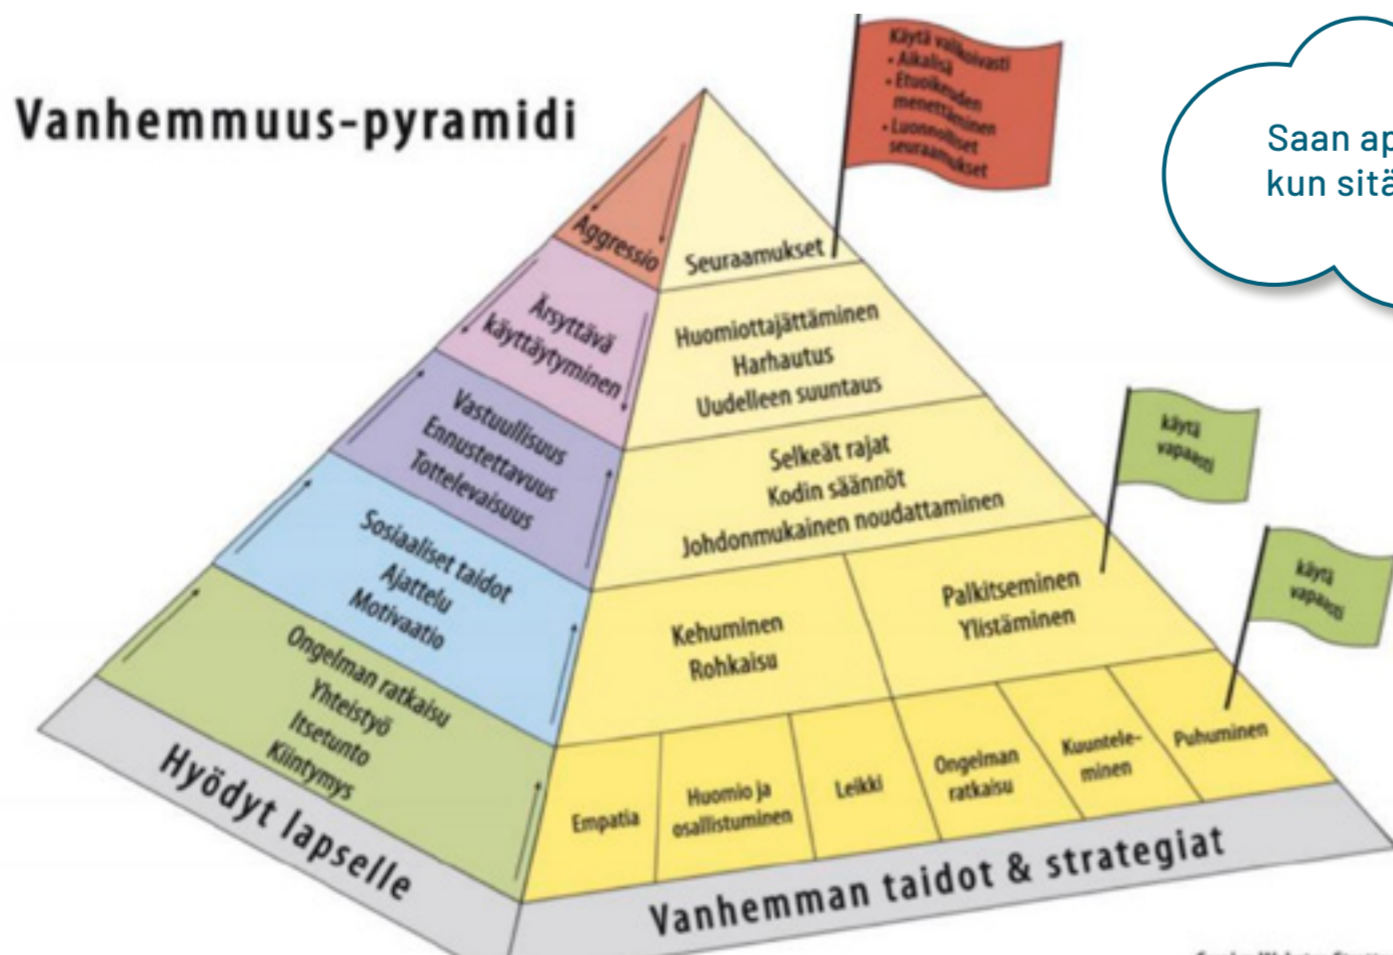 Vanhemmuus-pyramidi
Käytä valikoivasti
• Aikalisä
• Etuoikeuden
menettäminen
• Luonnolliset
seuraamukset
Saan ap
kun sitä
Aggressio
Seuraamukset
Ärsyttävä
käyttäytyminen
Huomiottajättäminen
Harhautus
Uudelleen suuntaus
Vastuullisuus
Ennustettavuus
Tottelevaisuus
Selkeät rajat
Kodin säännöt
Johdonmukainen noudattaminen
käytä
vapaasti
Sosiaaliset taidot
Ajattelu
Motivaatio
Kehuminen
Rohkaisu
Palkitseminen
Ylistäminen
käytä
vapaasti
Ongelman ratkaisu
Yhteistyö
Itsetunto
Kiintymys
Empatia
Huomio ja
osallistuminen
Leikki
Ongelman
ratkaisu
Kuuntele-
minen
Puhuminen
Hyödyt lapselle
Vanhemman taidot & strategiat